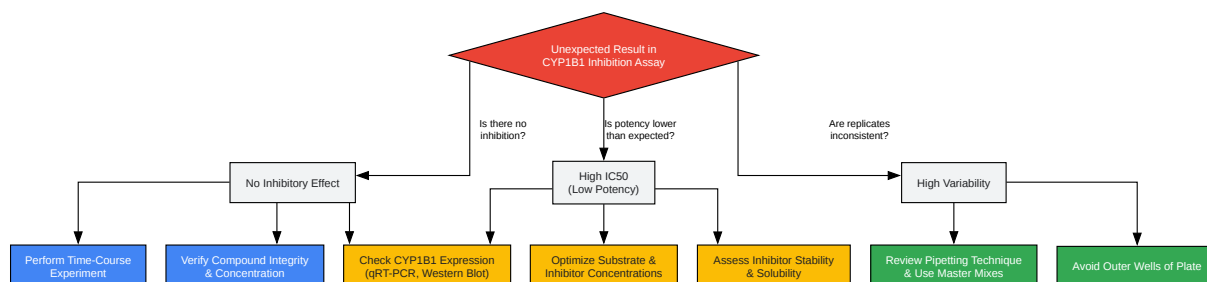 Unexpected Result in
CYP1B1 Inhibition Assay
Is there no
inhibition?
Is potency lower
than expected?
Are replicates
inconsistent?
No Inhibitory Effect
High IC50
(Low Potency)
High Variability
Perform Time-Course
Experiment
Verify Compound Integrity
& Concentration
Check CYP1B1 Expression
(qRT-PCR, Western Blot)
Optimize Substrate &
Inhibitor Concentrations
Assess Inhibitor Stability
& Solubility
Review Pipetting Technique
& Use Master Mixes
Avoid Outer Wells of Plate